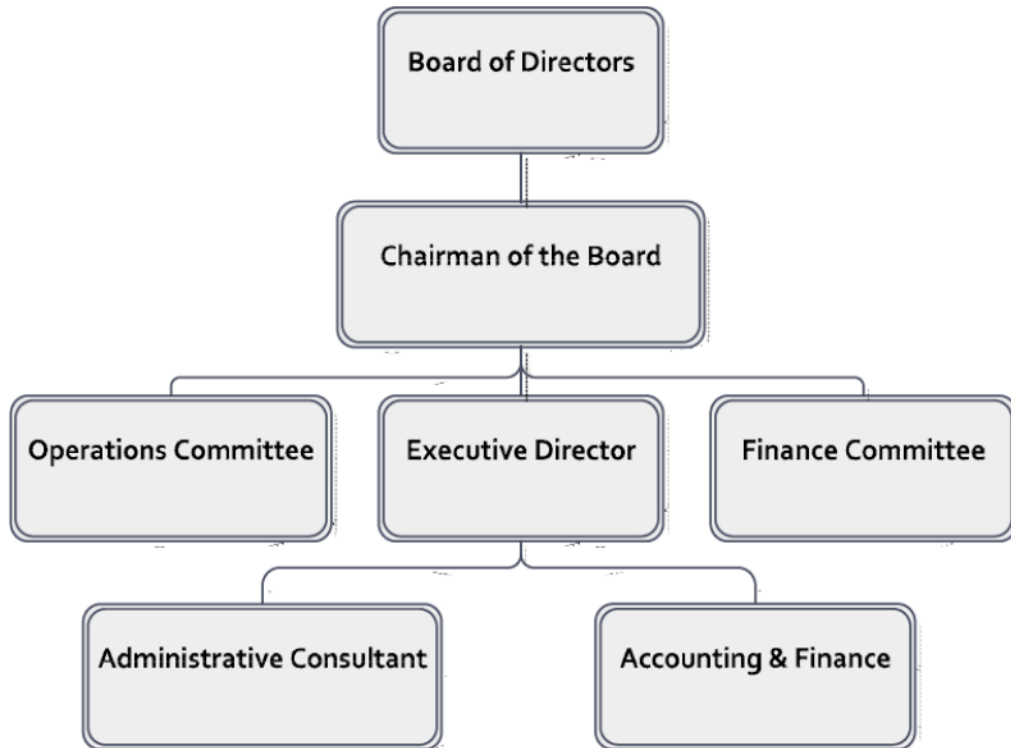 Board of Directors
Chairman of the Board
Operations Committee
Executive Director
Finance Committee
Administrative Consultant
Accounting & Finance